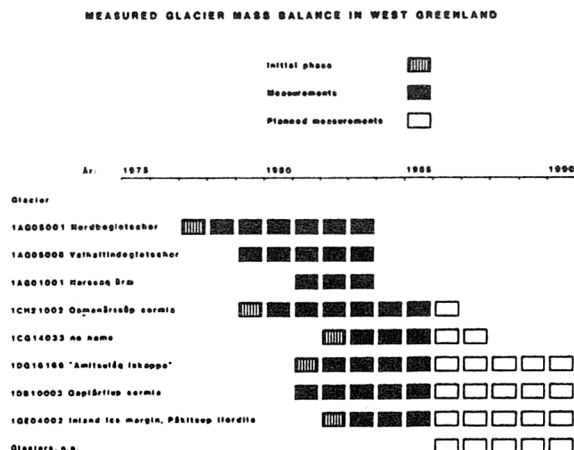 MEASURED GLACIER MASS BALANCE IN WEST GREENLAND
Initial phase
Measurements
Planned measurements
År: 1975 1980 1985 1990
Glacier
1AG05001 Nordbogletscher
1AG05008 Valhaltindegletscher
1AG01001 Narssaq Bræ
1CH21002 Qamanârssûp sermia
1CG14033 no name
1DG16166 "Amitsulôq Iskappe"
1DB10003 Qapiarfiup sermia
1GE04002 Inland Ice margin, Pâkitsup ilordlia
Glaciers, n.n.